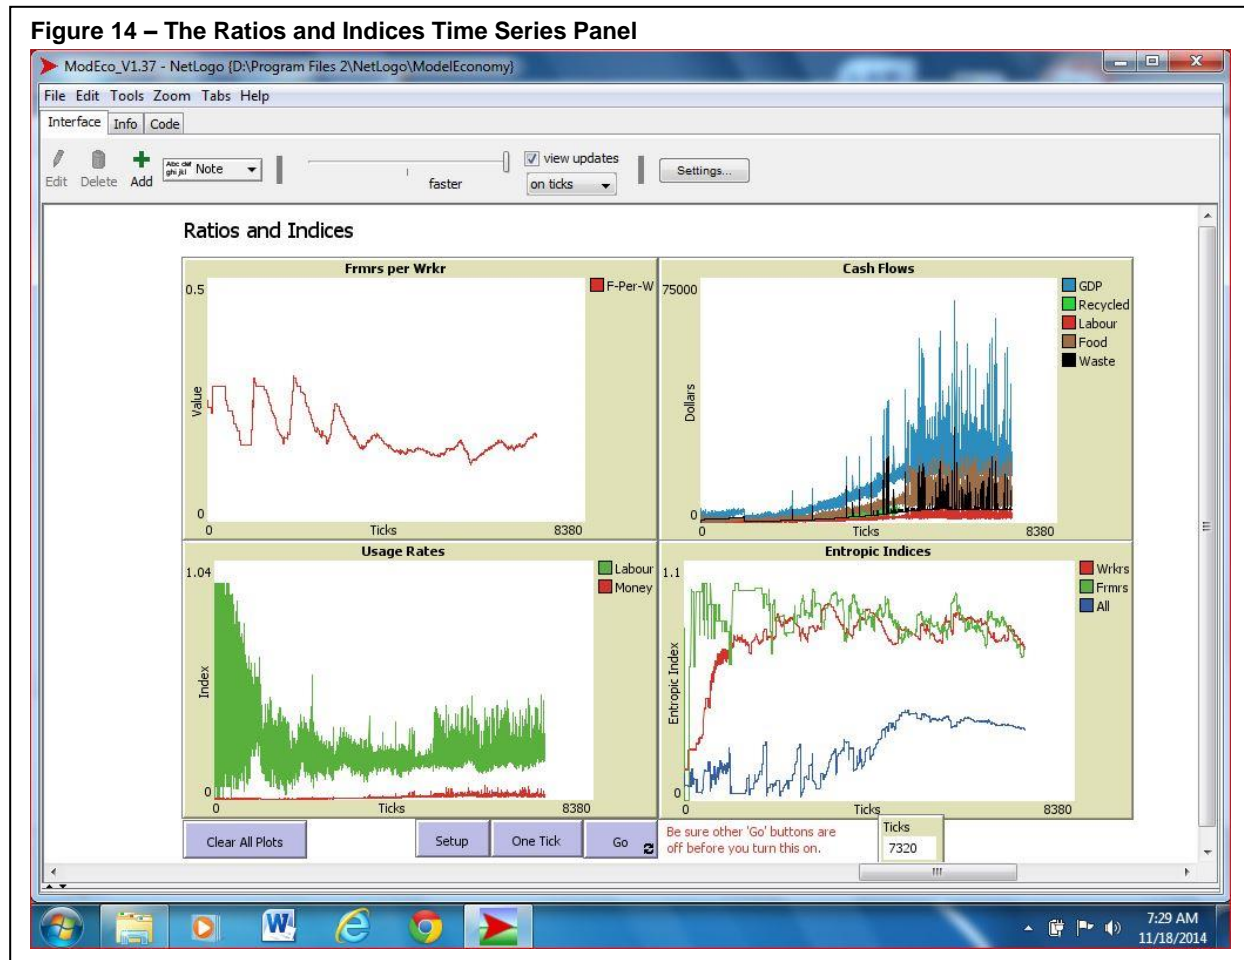 Figure 14 – The Ratios and Indices Time Series Panel
ModEco_V1.37 - NetLogo {D:\Program Files 2\NetLogo\ModelEconomy}
File Edit Tools Zoom Tabs Help
Interface Info Code
Edit Delete Add
Abc def
ghi jkl
Note
faster
view updates
on ticks
Settings...
Ratios and Indices
Frmrs per Wrkr
0.5
Value
0
0 Ticks 8380
F-Per-W
Cash Flows
75000
Dollars
0
0 Ticks 8380
GDP
Recycled
Labour
Food
Waste
Usage Rates
1.04
Index
0
0 Ticks 8380
Labour
Money
Entropic Indices
1.1
Entropic Index
0
0 Ticks 8380
Wrkrs
Frmrs
All
Clear All Plots
Setup
One Tick
Go
Be sure other 'Go' buttons are
off before you turn this on.
Ticks
7320
7:29 AM
11/18/2014